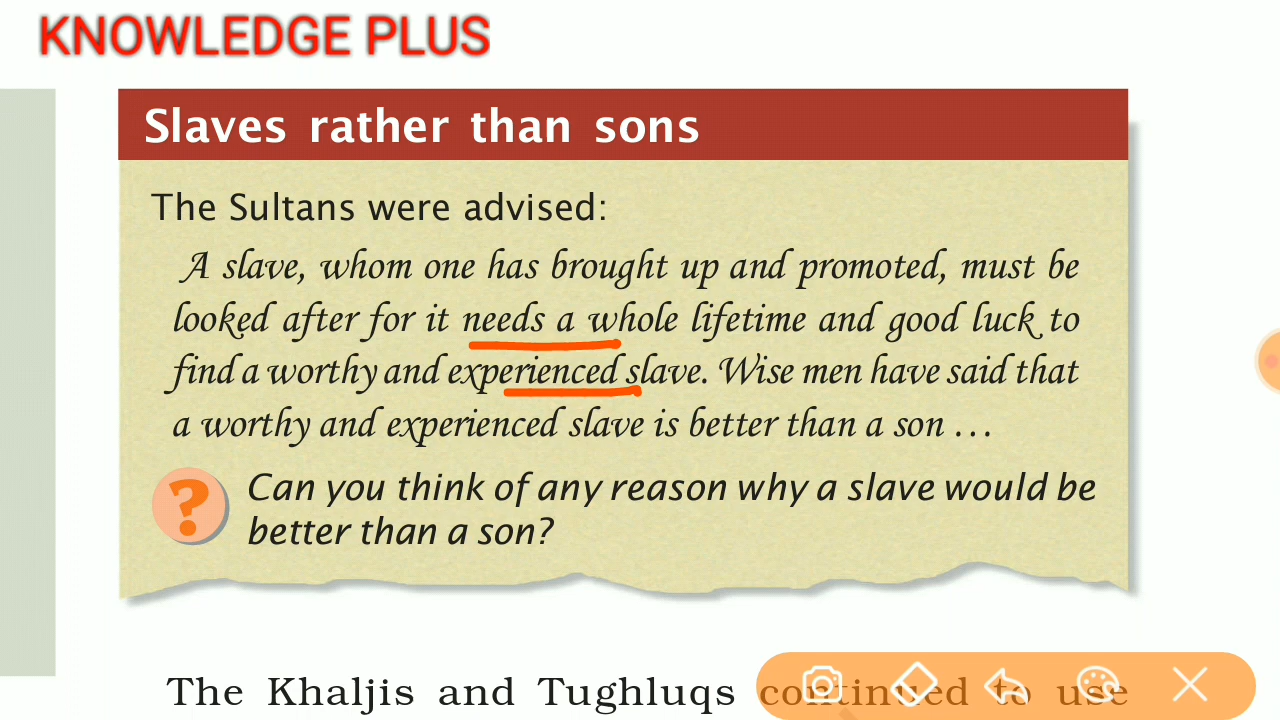 KNOWLEDGE PLUS
Slaves rather than sons
The Sultans were advised:
A slave, whom one has brought up and promoted, must be
looked after for it needs a whole lifetime and good luck to
find a worthy and experienced slave. Wise men have said that
a worthy and experienced slave is better than a son ...
?
Can you think of any reason why a slave would be
better than a son?
The Khaljis and Tughluqs continued to use